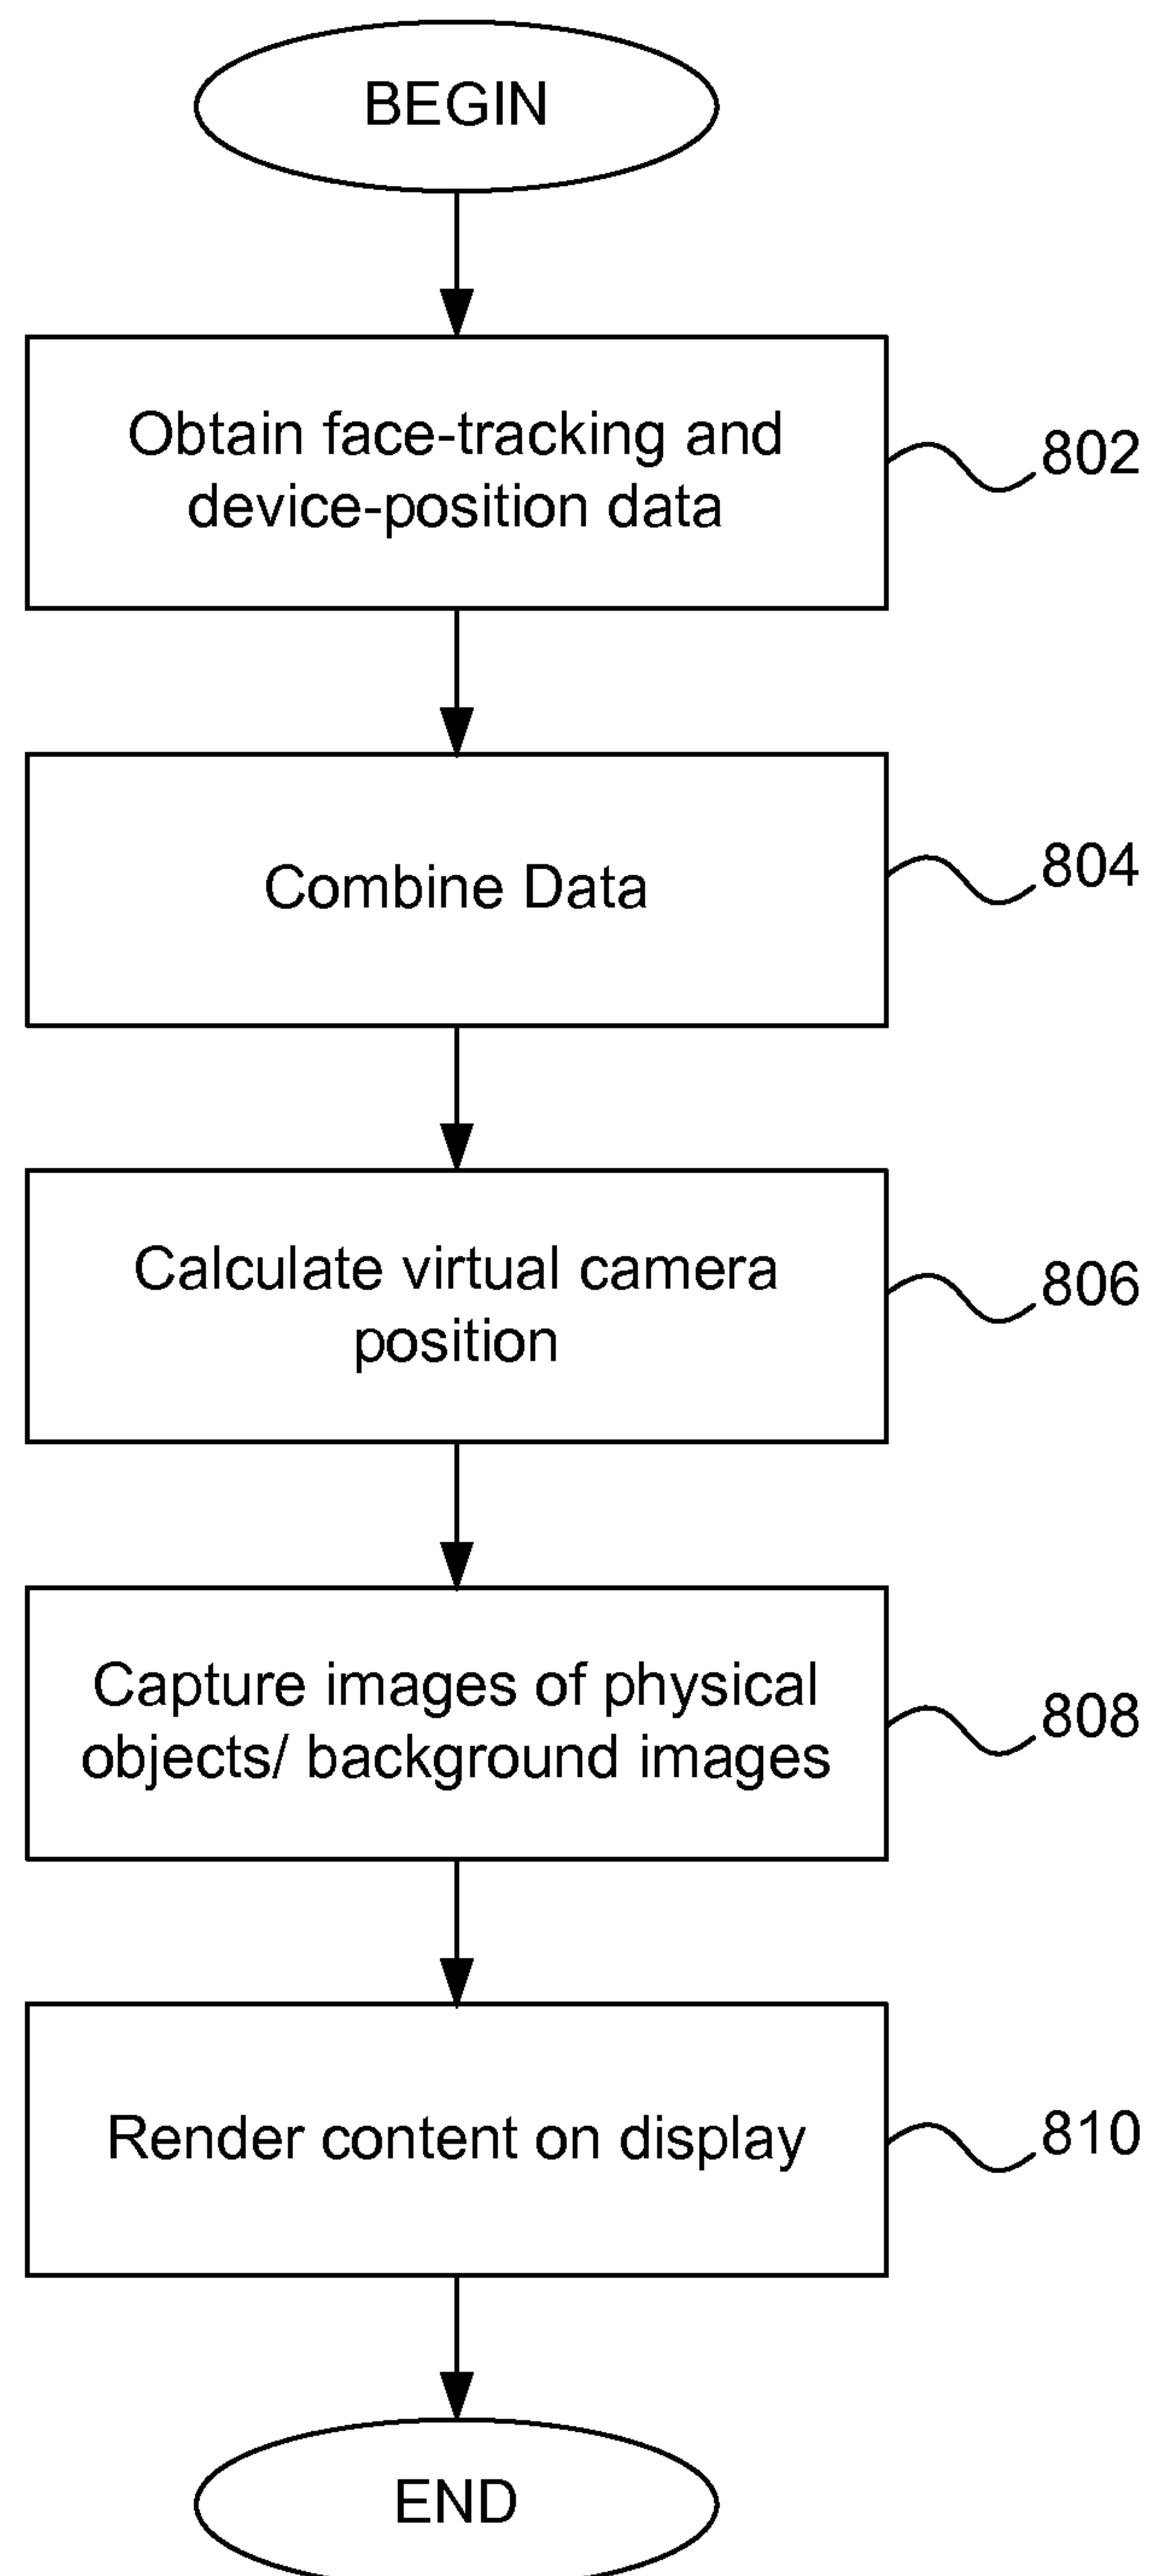 BEGIN
Obtain face-tracking and
device-position data
802
Combine Data
804
Calculate virtual camera
position
806
Capture images of physical
objects/ background images
808
Render content on display
810
END